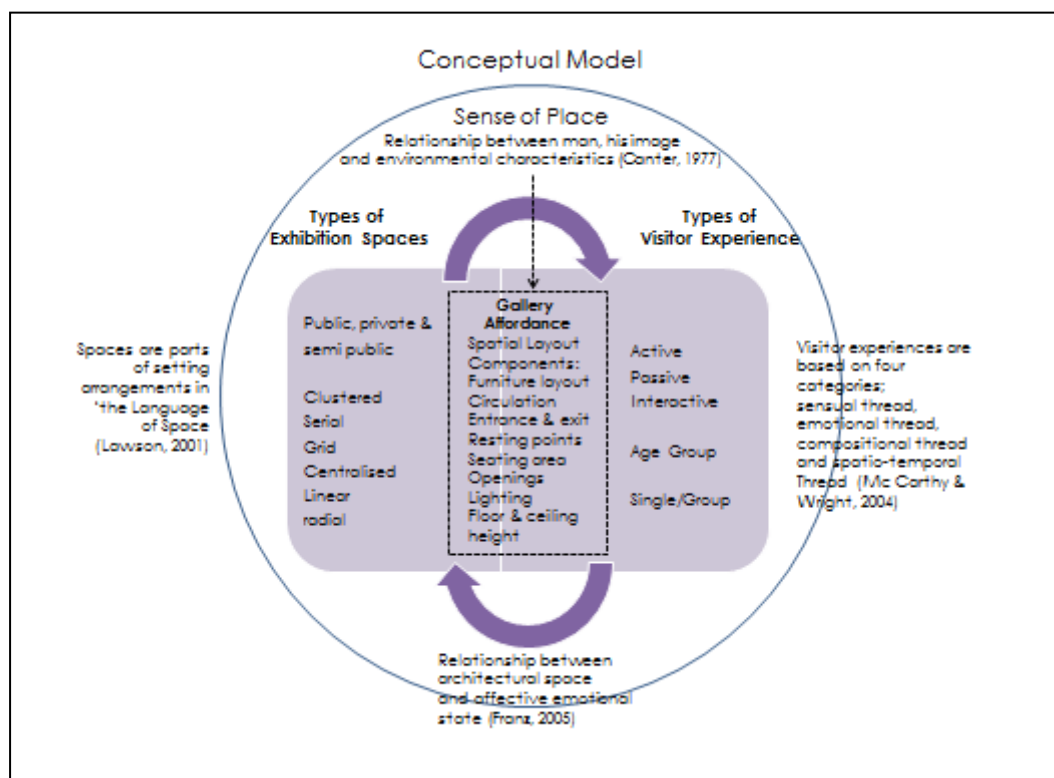 Conceptual Model
Sense of Place
Relationship between man, his image
and environmental characteristics (Canter, 1977)
Types of
Exhibition Spaces
Types of
Visitor Experience
Spaces are parts
of setting
arrangements in
'the Language
of Space
(Lawson, 2001)
Public, private &
semi public
Clustered
Serial
Grid
Centralised
Linear
radial
Gallery
Affordance
Spatial Layout
Components:
Furniture layout
Circulation
Entrance & exit
Resting points
Seating area
Openings
Lighting
Floor & ceiling
height
Active
Passive
Interactive
Age Group
Single/Group
Visitor experiences are
based on four
categories;
sensual thread,
emotional thread,
compositional thread
and spatio-temporal
Thread (Mc Carthy &
Wright, 2004)
Relationship between
architectural space
and affective emotional
state (Franz, 2005)